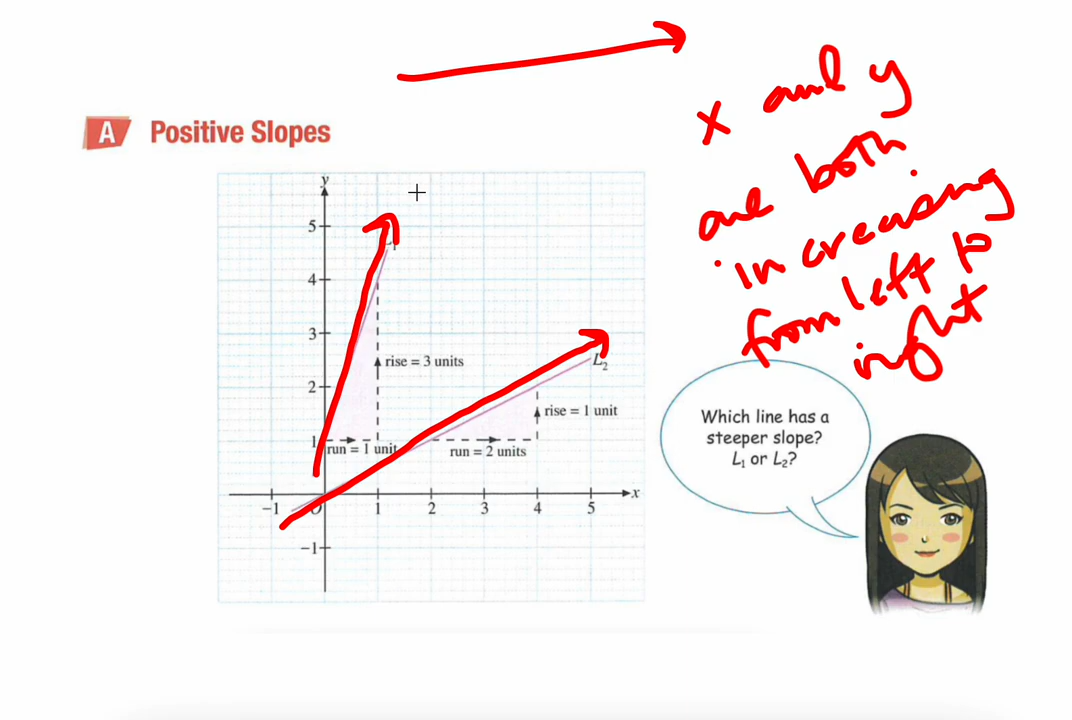 A Positive Slopes
x and y
are both
increasing
from left to
right
y
5
4
3
2
1
rise = 3 units
run = 1 unit
L2
rise = 1 unit
run = 2 units
−1
O
1
2
3
4
5
x
−1
Which line has a
steeper slope?
L₁ or L₂?